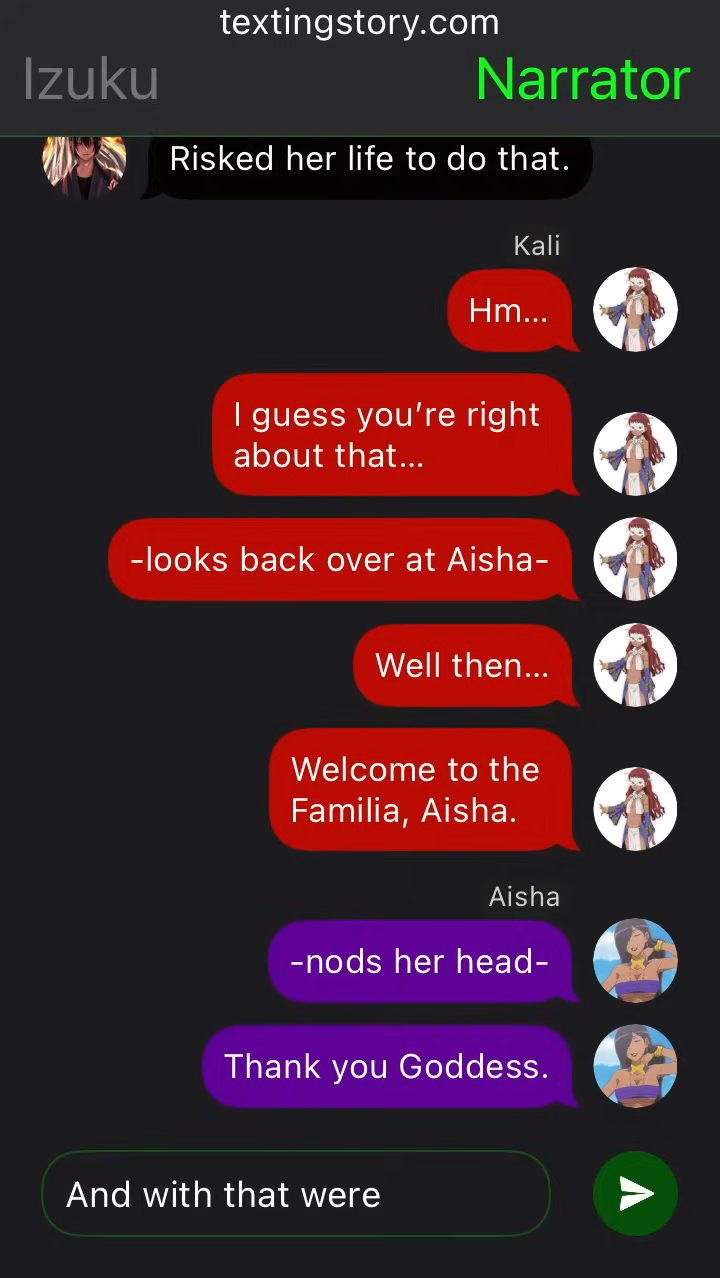 textingstory.com
Izuku
Narrator
Risked her life to do that.
Kali
Hm...
I guess you’re right
about that...
-looks back over at Aisha-
Well then...
Welcome to the
Familia, Aisha.
Aisha
-nods her head-
Thank you Goddess.
And with that were